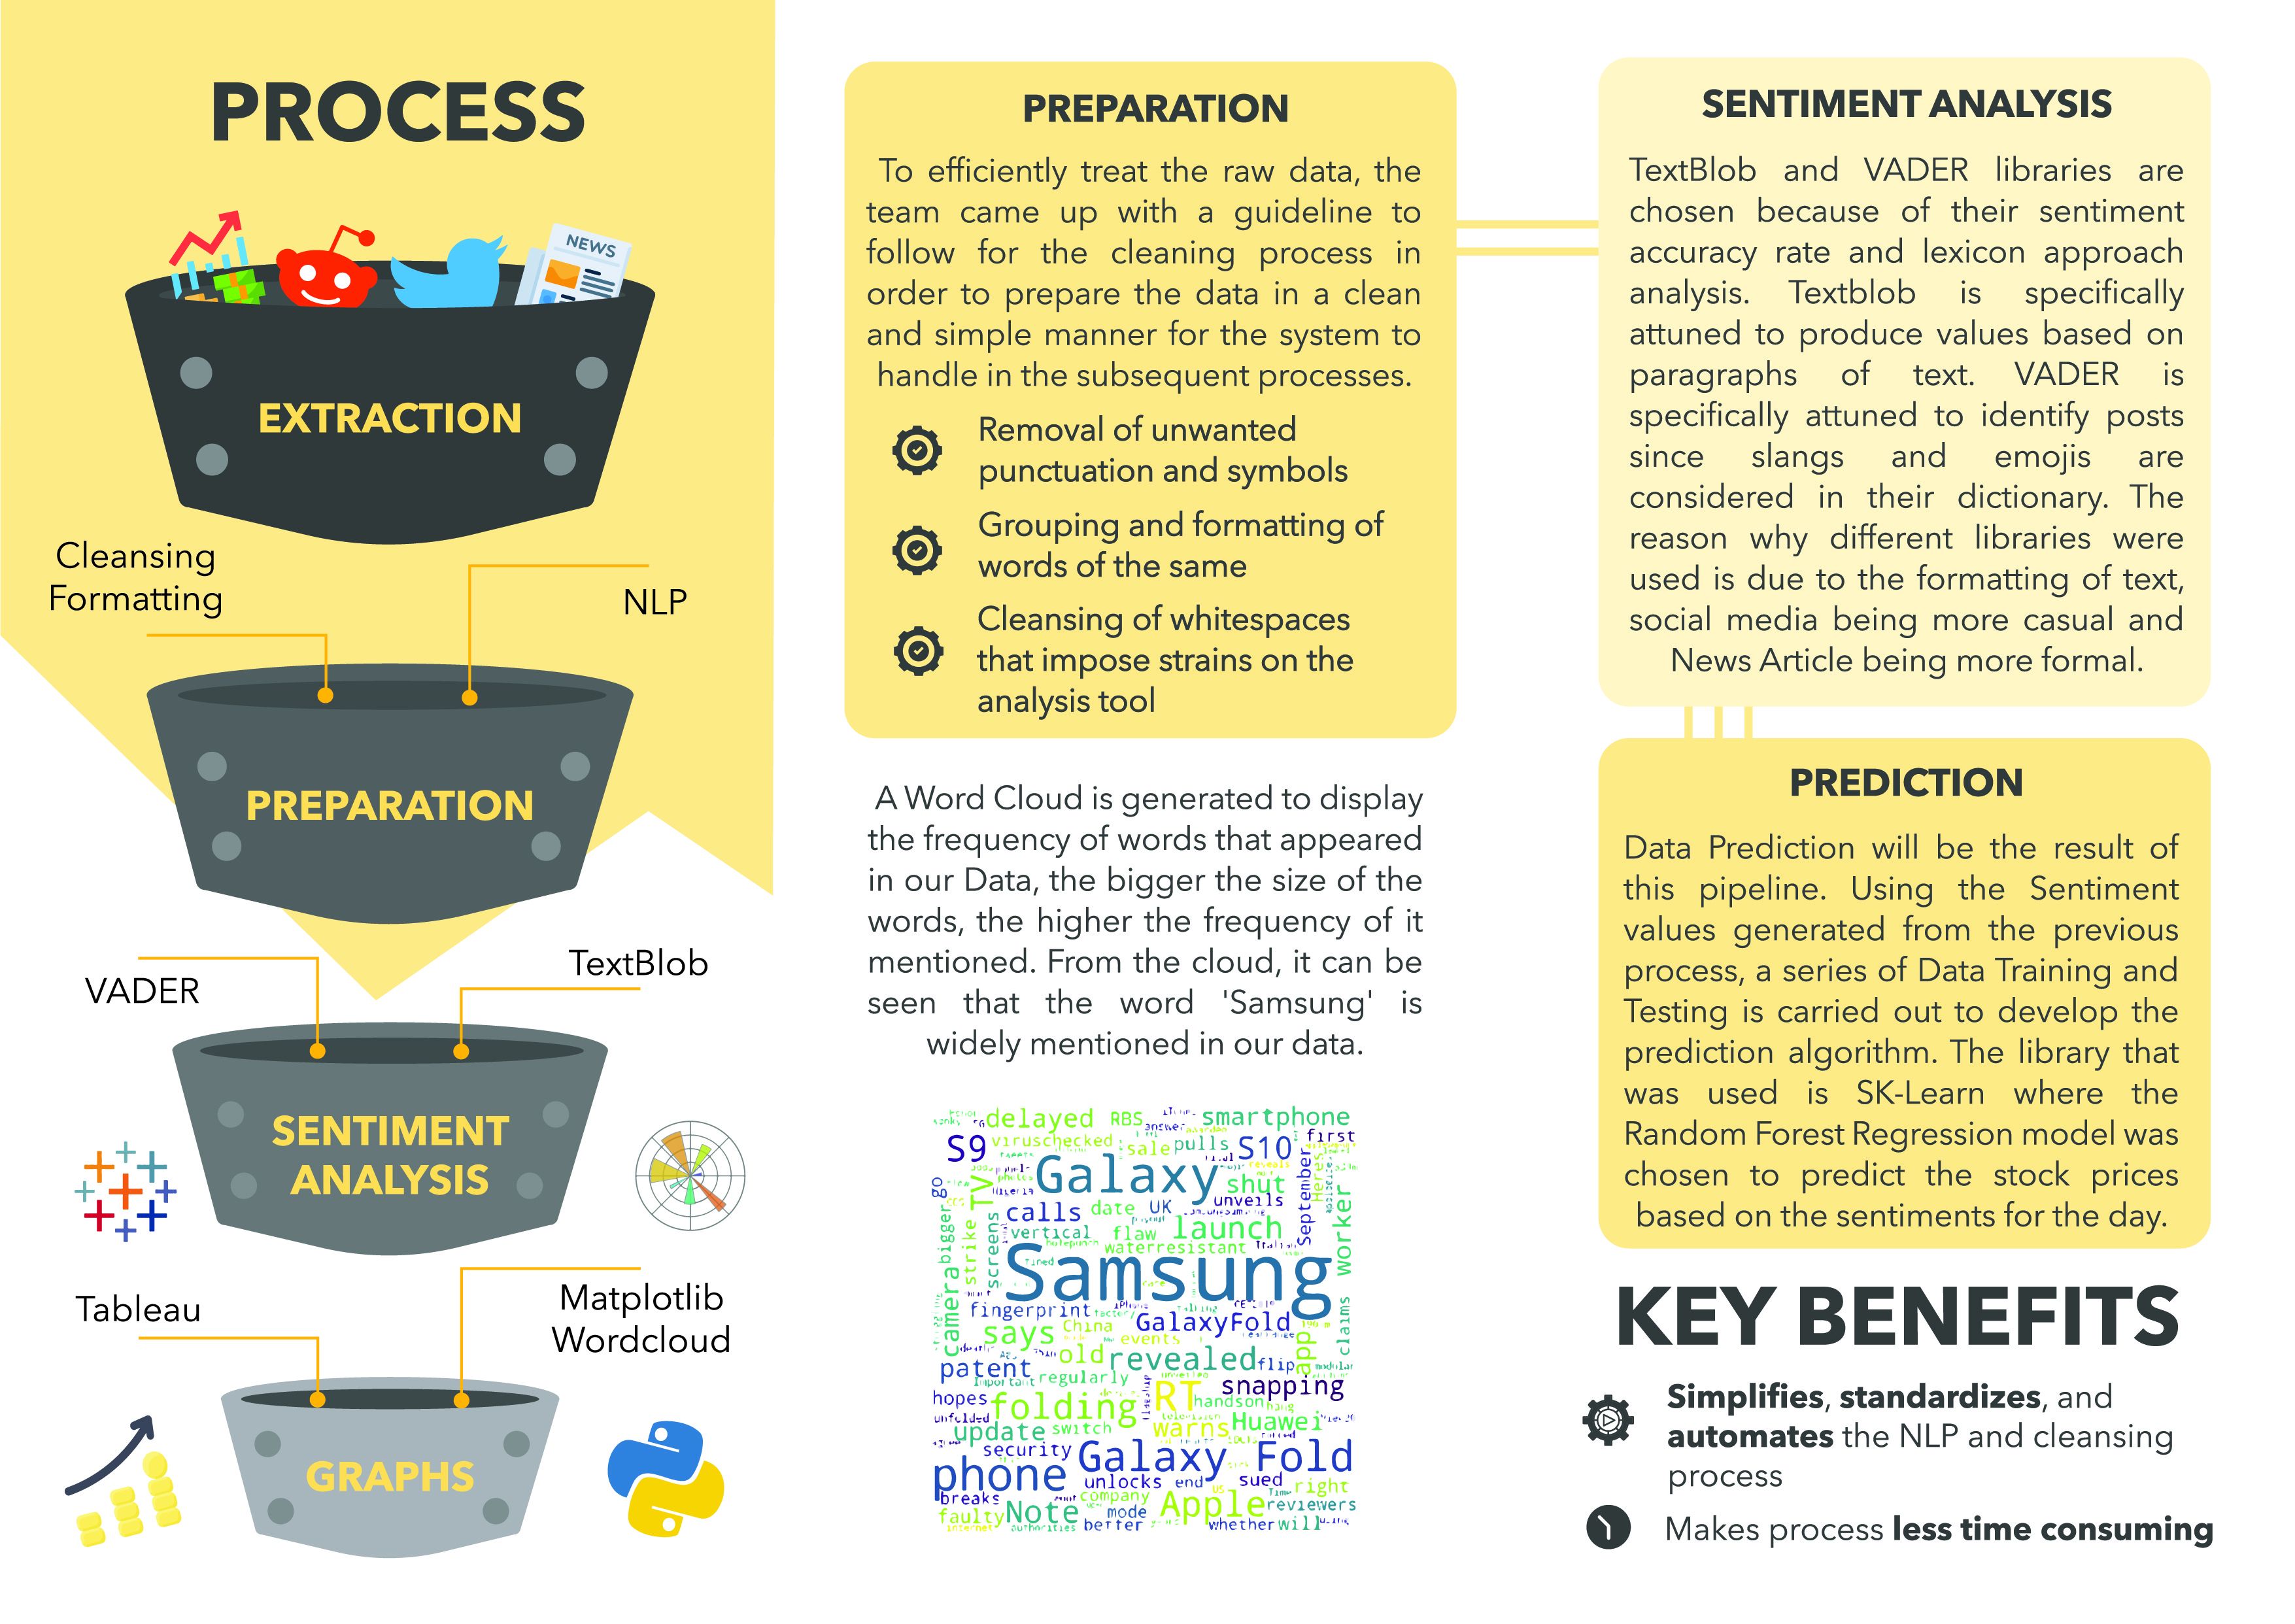 PROCESS
NEWS
EXTRACTION
Cleansing
Formatting
NLP
PREPARATION
VADER
TextBlob
SENTIMENT
ANALYSIS
Tableau
Matplotlib
Wordcloud
GRAPHS
PREPARATION
To efficiently treat the raw data, the
team came up with a guideline to
follow for the cleaning process in
order to prepare the data in a clean
and simple manner for the system to
handle in the subsequent processes.
Removal of unwanted
punctuation and symbols
Grouping and formatting of
words of the same
Cleansing of whitespaces
that impose strains on the
analysis tool
A Word Cloud is generated to display
the frequency of words that appeared
in our Data, the bigger the size of the
words, the higher the frequency of it
mentioned. From the cloud, it can be
seen that the word 'Samsung' is
widely mentioned in our data.
delayed RBS smartphone
S9 viruschecked sale pulls S10 first
answer
Galaxy
go TV shut September Heres
calls date UK unveils
bigger strike screens vertical flaw launch worker
waterresistant Italian
Samsung
camera fingerprint factory
says China GalaxyFold claims
events app
old revealed flip modular
patent
Important regularly
hopes folding RT snapping
handson
unfolded television
update switch warns Huawei
security Galaxy Fold
phone unlocks end sued right
breaks company US Time
Note mode Apple reviewers
faulty
internet authorities better whether will
SENTIMENT ANALYSIS
TextBlob and VADER libraries are
chosen because of their sentiment
accuracy rate and lexicon approach
analysis. Textblob is specifically
attuned to produce values based on
paragraphs of text. VADER is
specifically attuned to identify posts
since slangs and emojis are
considered in their dictionary. The
reason why different libraries were
used is due to the formatting of text,
social media being more casual and
News Article being more formal.
PREDICTION
Data Prediction will be the result of
this pipeline. Using the Sentiment
values generated from the previous
process, a series of Data Training and
Testing is carried out to develop the
prediction algorithm. The library that
was used is SK-Learn where the
Random Forest Regression model was
chosen to predict the stock prices
based on the sentiments for the day.
KEY BENEFITS
Simplifies, standardizes, and
automates the NLP and cleansing
process
Makes process less time consuming